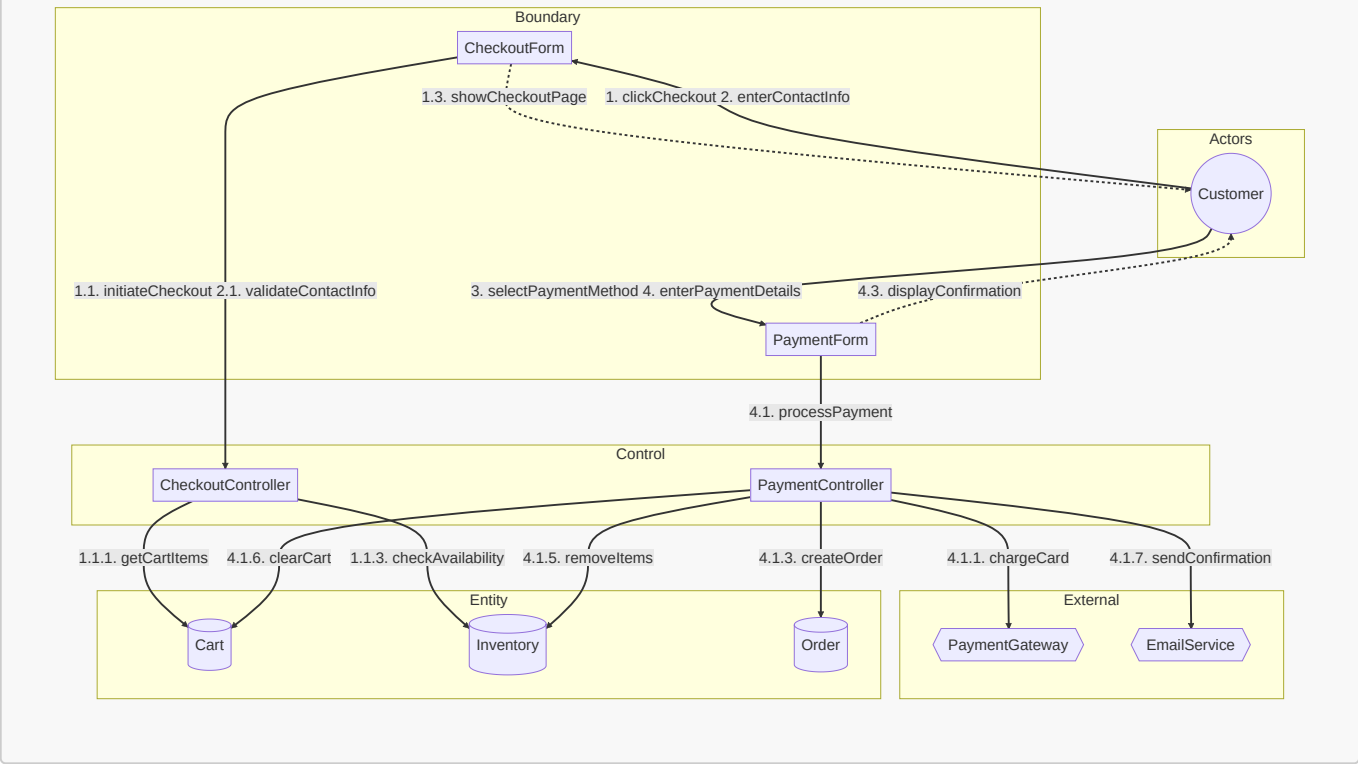 Boundary
CheckoutForm
1.3. showCheckoutPage
1. clickCheckout 2. enterContactInfo
Actors
Customer
1.1. initiateCheckout 2.1. validateContactInfo
3. selectPaymentMethod 4. enterPaymentDetails
4.3. displayConfirmation
PaymentForm
4.1. processPayment
Control
CheckoutController
PaymentController
1.1.1. getCartItems
4.1.6. clearCart
1.1.3. checkAvailability
4.1.5. removeItems
4.1.3. createOrder
4.1.1. chargeCard
4.1.7. sendConfirmation
Entity
External
Cart
Inventory
Order
PaymentGateway
EmailService